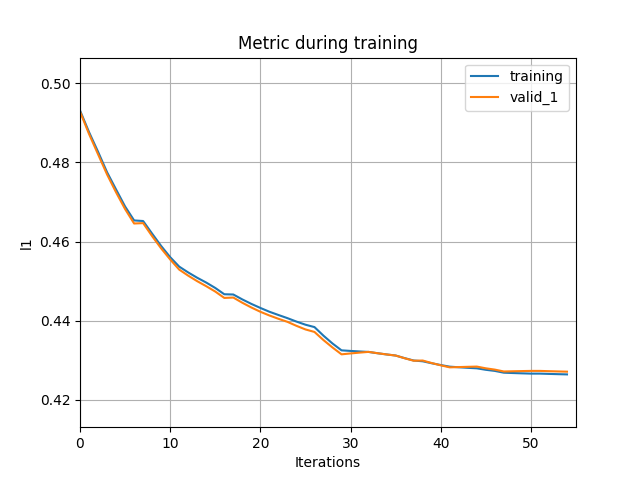 Metric during training
training
valid_1
0.50
0.48
0.46
0.44
0.42
l1
0 10 20 30 40 50
Iterations